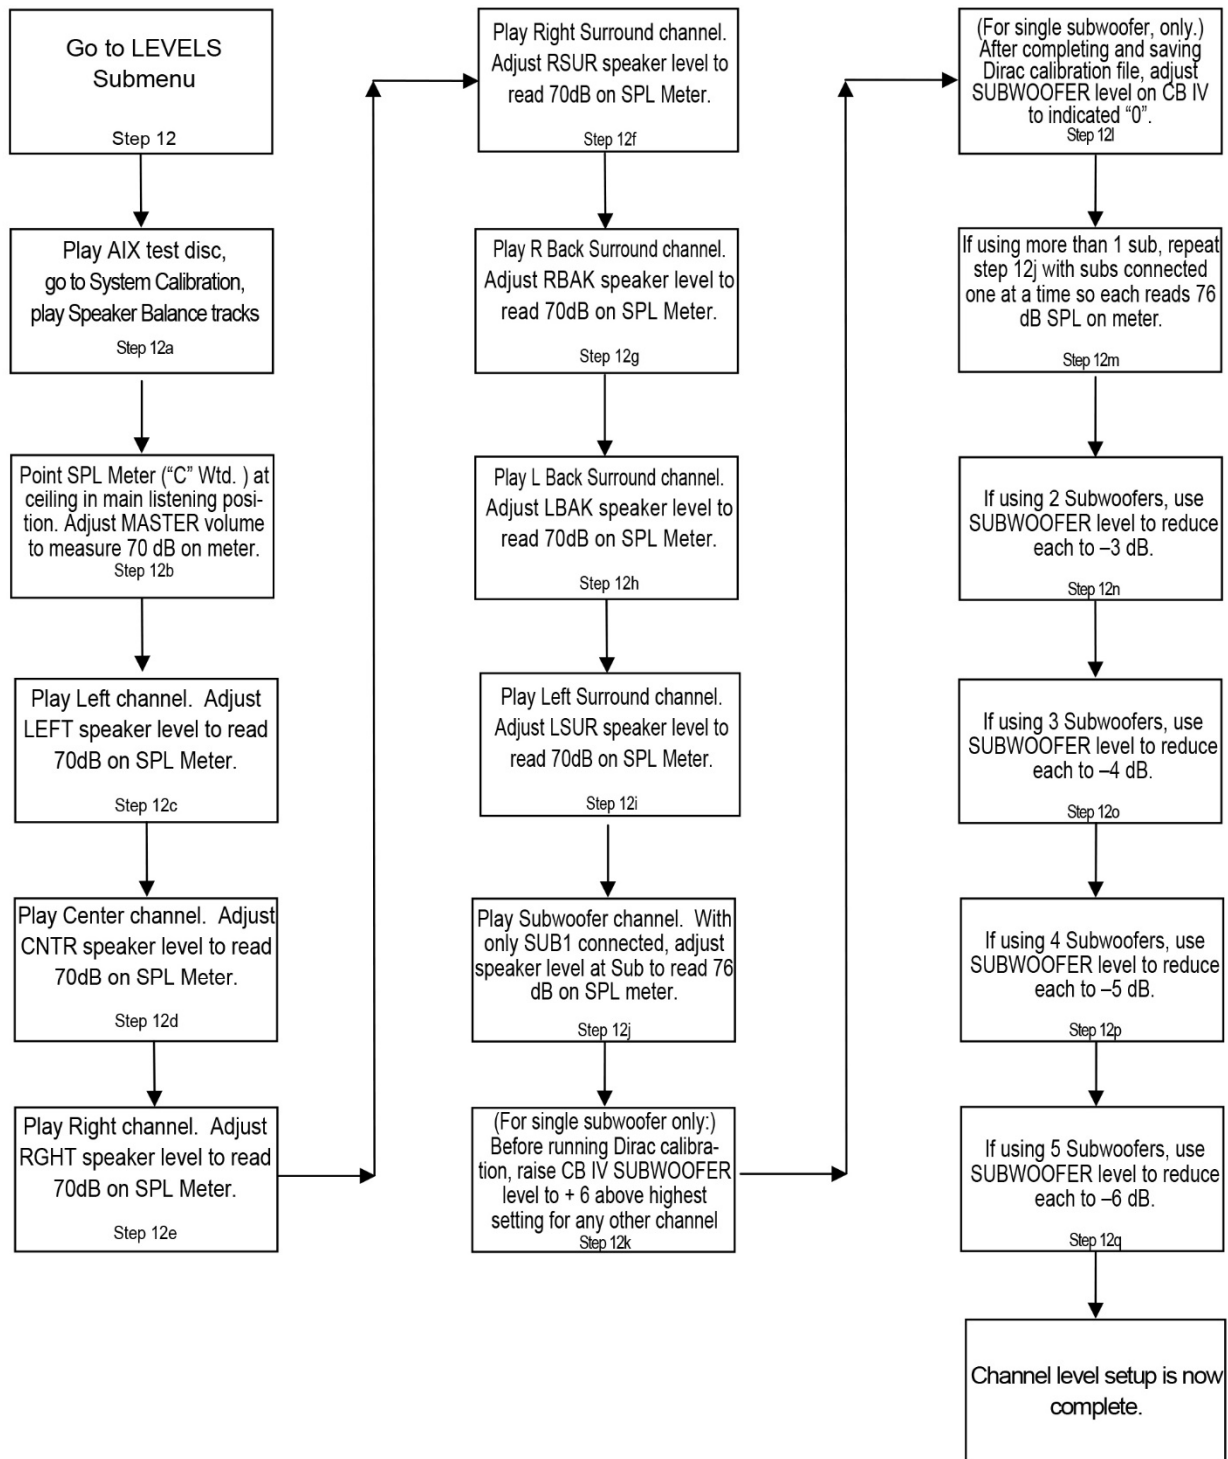 Go to LEVELS
Submenu
Step 12
Play AIX test disc,
go to System Calibration,
play Speaker Balance tracks
Step 12a
Point SPL Meter (“C” Wtd. ) at
ceiling in main listening posi-
tion. Adjust MASTER volume
to measure 70 dB on meter.
Step 12b
Play Left channel. Adjust
LEFT speaker level to read
70dB on SPL Meter.
Step 12c
Play Center channel. Adjust
CNTR speaker level to read
70dB on SPL Meter.
Step 12d
Play Right channel. Adjust
RGHT speaker level to read
70dB on SPL Meter.
Step 12e
Play Right Surround channel.
Adjust RSUR speaker level to
read 70dB on SPL Meter.
Step 12f
Play R Back Surround channel.
Adjust RBAK speaker level to
read 70dB on SPL Meter.
Step 12g
Play L Back Surround channel.
Adjust LBAK speaker level to
read 70dB on SPL Meter.
Step 12h
Play Left Surround channel.
Adjust LSUR speaker level to
read 70dB on SPL Meter.
Step 12i
Play Subwoofer channel. With
only SUB1 connected, adjust
speaker level at Sub to read 76
dB on SPL meter.
Step 12j
(For single subwoofer only:)
Before running Dirac calibra-
tion, raise CB IV SUBWOOFER
level to + 6 above highest
setting for any other channel
Step 12k
(For single subwoofer, only.)
After completing and saving
Dirac calibration file, adjust
SUBWOOFER level on CB IV
to indicated “0”.
Step 12l
If using more than 1 sub, repeat
step 12j with subs connected
one at a time so each reads 76
dB SPL on meter.
Step 12m
If using 2 Subwoofers, use
SUBWOOFER level to reduce
each to –3 dB.
Step 12n
If using 3 Subwoofers, use
SUBWOOFER level to reduce
each to –4 dB.
Step 12o
If using 4 Subwoofers, use
SUBWOOFER level to reduce
each to –5 dB.
Step 12p
If using 5 Subwoofers, use
SUBWOOFER level to reduce
each to –6 dB.
Step 12q
Channel level setup is now
complete.